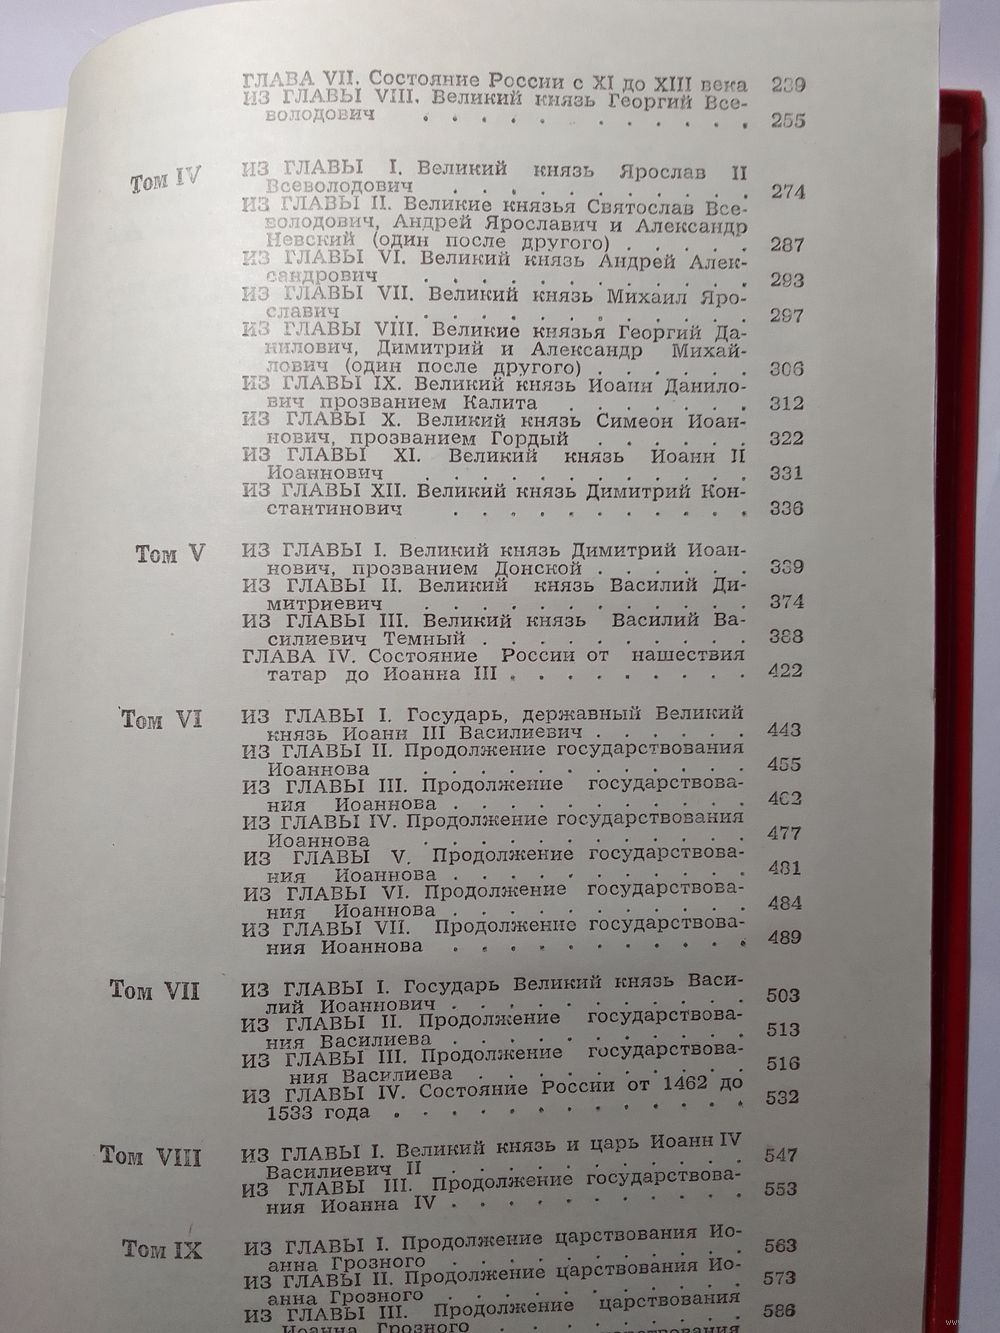 ГЛАВА VII. Состояние России с XI до XIII века 239
ИЗ ГЛАВЫ VIII. Великий князь Георгий Все-
володович . . . . . . . . . . . . 255
Том IV ИЗ ГЛАВЫ I. Великий князь Ярослав II
Всеволодович . . . . . . . . . . . 274
ИЗ ГЛАВЫ II. Великие князья Святослав Все-
володович, Андрей Ярославич и Александр
Невский (один после другого) . . . . . 287
ИЗ ГЛАВЫ VI. Великий князь Андрей Алек-
сандрович . . . . . . . . . . . . 293
ИЗ ГЛАВЫ VII. Великий князь Михаил Яро-
славич . . . . . . . . . . . . . 297
ИЗ ГЛАВЫ VIII. Великие князья Георгий Да-
нилович, Димитрий и Александр Михай-
лович (один после другого) . . . . . . 306
ИЗ ГЛАВЫ IX. Великий князь Иоанн Данило-
вич прозванием Калита . . . . . . . 312
ИЗ ГЛАВЫ X. Великий князь Симеон Иоан-
нович, прозванием Гордый . . . . . . 322
ИЗ ГЛАВЫ XI. Великий князь Иоанн II
Иоаннович . . . . . . . . . . . . 331
ИЗ ГЛАВЫ XII. Великий князь Димитрий Кон-
стантинович . . . . . . . . . . . 336
Том V ИЗ ГЛАВЫ I. Великий князь Димитрий Иоан-
нович, прозванием Донской . . . . . . 339
ИЗ ГЛАВЫ II. Великий князь Василий Ди-
митриевич . . . . . . . . . . . . 374
ИЗ ГЛАВЫ III. Великий князь Василий Ва-
силиевич Темный . . . . . . . . . . 388
ГЛАВА IV. Состояние России от нашествия
татар до Иоанна III . . . . . . . . . 422
Том VI ИЗ ГЛАВЫ I. Государь, державный Великий
князь Иоанн III Василиевич . . . . . . 443
ИЗ ГЛАВЫ II. Продолжение государствования
Иоаннова . . . . . . . . . . . . 455
ИЗ ГЛАВЫ III. Продолжение государствова-
ния Иоаннова . . . . . . . . . . . 462
ИЗ ГЛАВЫ IV. Продолжение государствования
Иоаннова . . . . . . . . . . . . 477
ИЗ ГЛАВЫ V. Продолжение государствова-
ния Иоаннова . . . . . . . . . . . 481
ИЗ ГЛАВЫ VI. Продолжение государствова-
ния Иоаннова . . . . . . . . . . . 484
ИЗ ГЛАВЫ VII. Продолжение государствова-
ния Иоаннова . . . . . . . . . . . 489
Том VII ИЗ ГЛАВЫ I. Государь Великий князь Васи-
лий Иоаннович . . . . . . . . . . . 503
ИЗ ГЛАВЫ II. Продолжение государствова-
ния Василиева . . . . . . . . . . . 513
ИЗ ГЛАВЫ III. Продолжение государствова-
ния Василиева . . . . . . . . . . 516
ИЗ ГЛАВЫ IV. Состояние России от 1462 до
1533 года . . . . . . . . . . . . . 532
Том VIII ИЗ ГЛАВЫ I. Великий князь и царь Иоанн IV
Василиевич II . . . . . . . . . . . 547
ИЗ ГЛАВЫ III. Продолжение государствова-
ния Иоанна IV . . . . . . . . . . . 553
Том IX ИЗ ГЛАВЫ I. Продолжение царствования Ио-
анна Грозного . . . . . . . . . . . 563
ИЗ ГЛАВЫ II. Продолжение царствования Ио-
анна Грозного . . . . . . . . . . . 573
ИЗ ГЛАВЫ III. Продолжение царствования
Иоанна Грозного . . . . . . . . . . 586